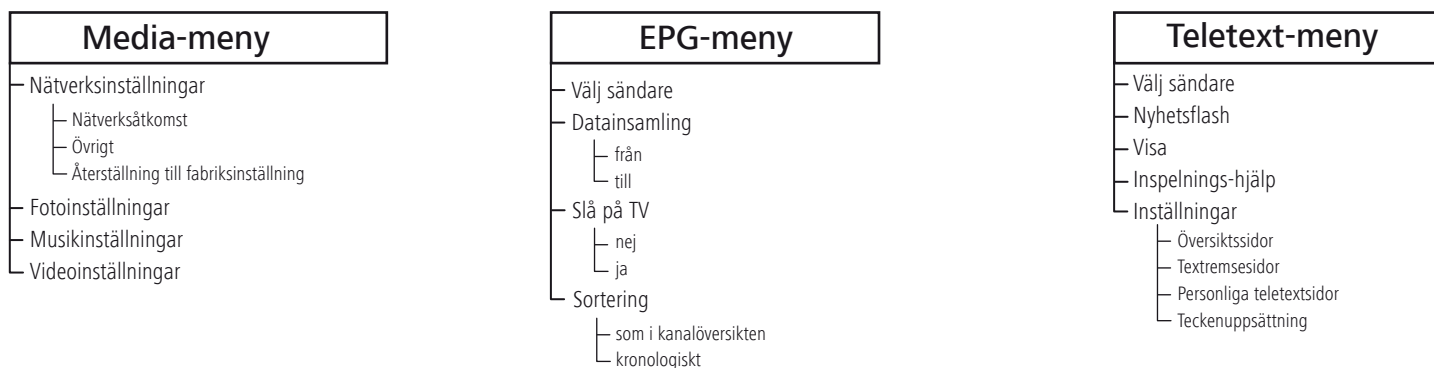 Media-meny
Nätverksinställningar
Nätverksåtkomst
Övrigt
Återställning till fabriksinställning
Fotoinställningar
Musikinställningar
Videoinställningar
EPG-meny
Välj sändare
Datainsamling
från
till
Slå på TV
nej
ja
Sortering
som i kanalöversikten
kronologiskt
Teletext-meny
Välj sändare
Nyhetsflash
Visa
Inspelnings-hjälp
Inställningar
Översiktssidor
Textremsesidor
Personliga teletextsidor
Teckenuppsättning